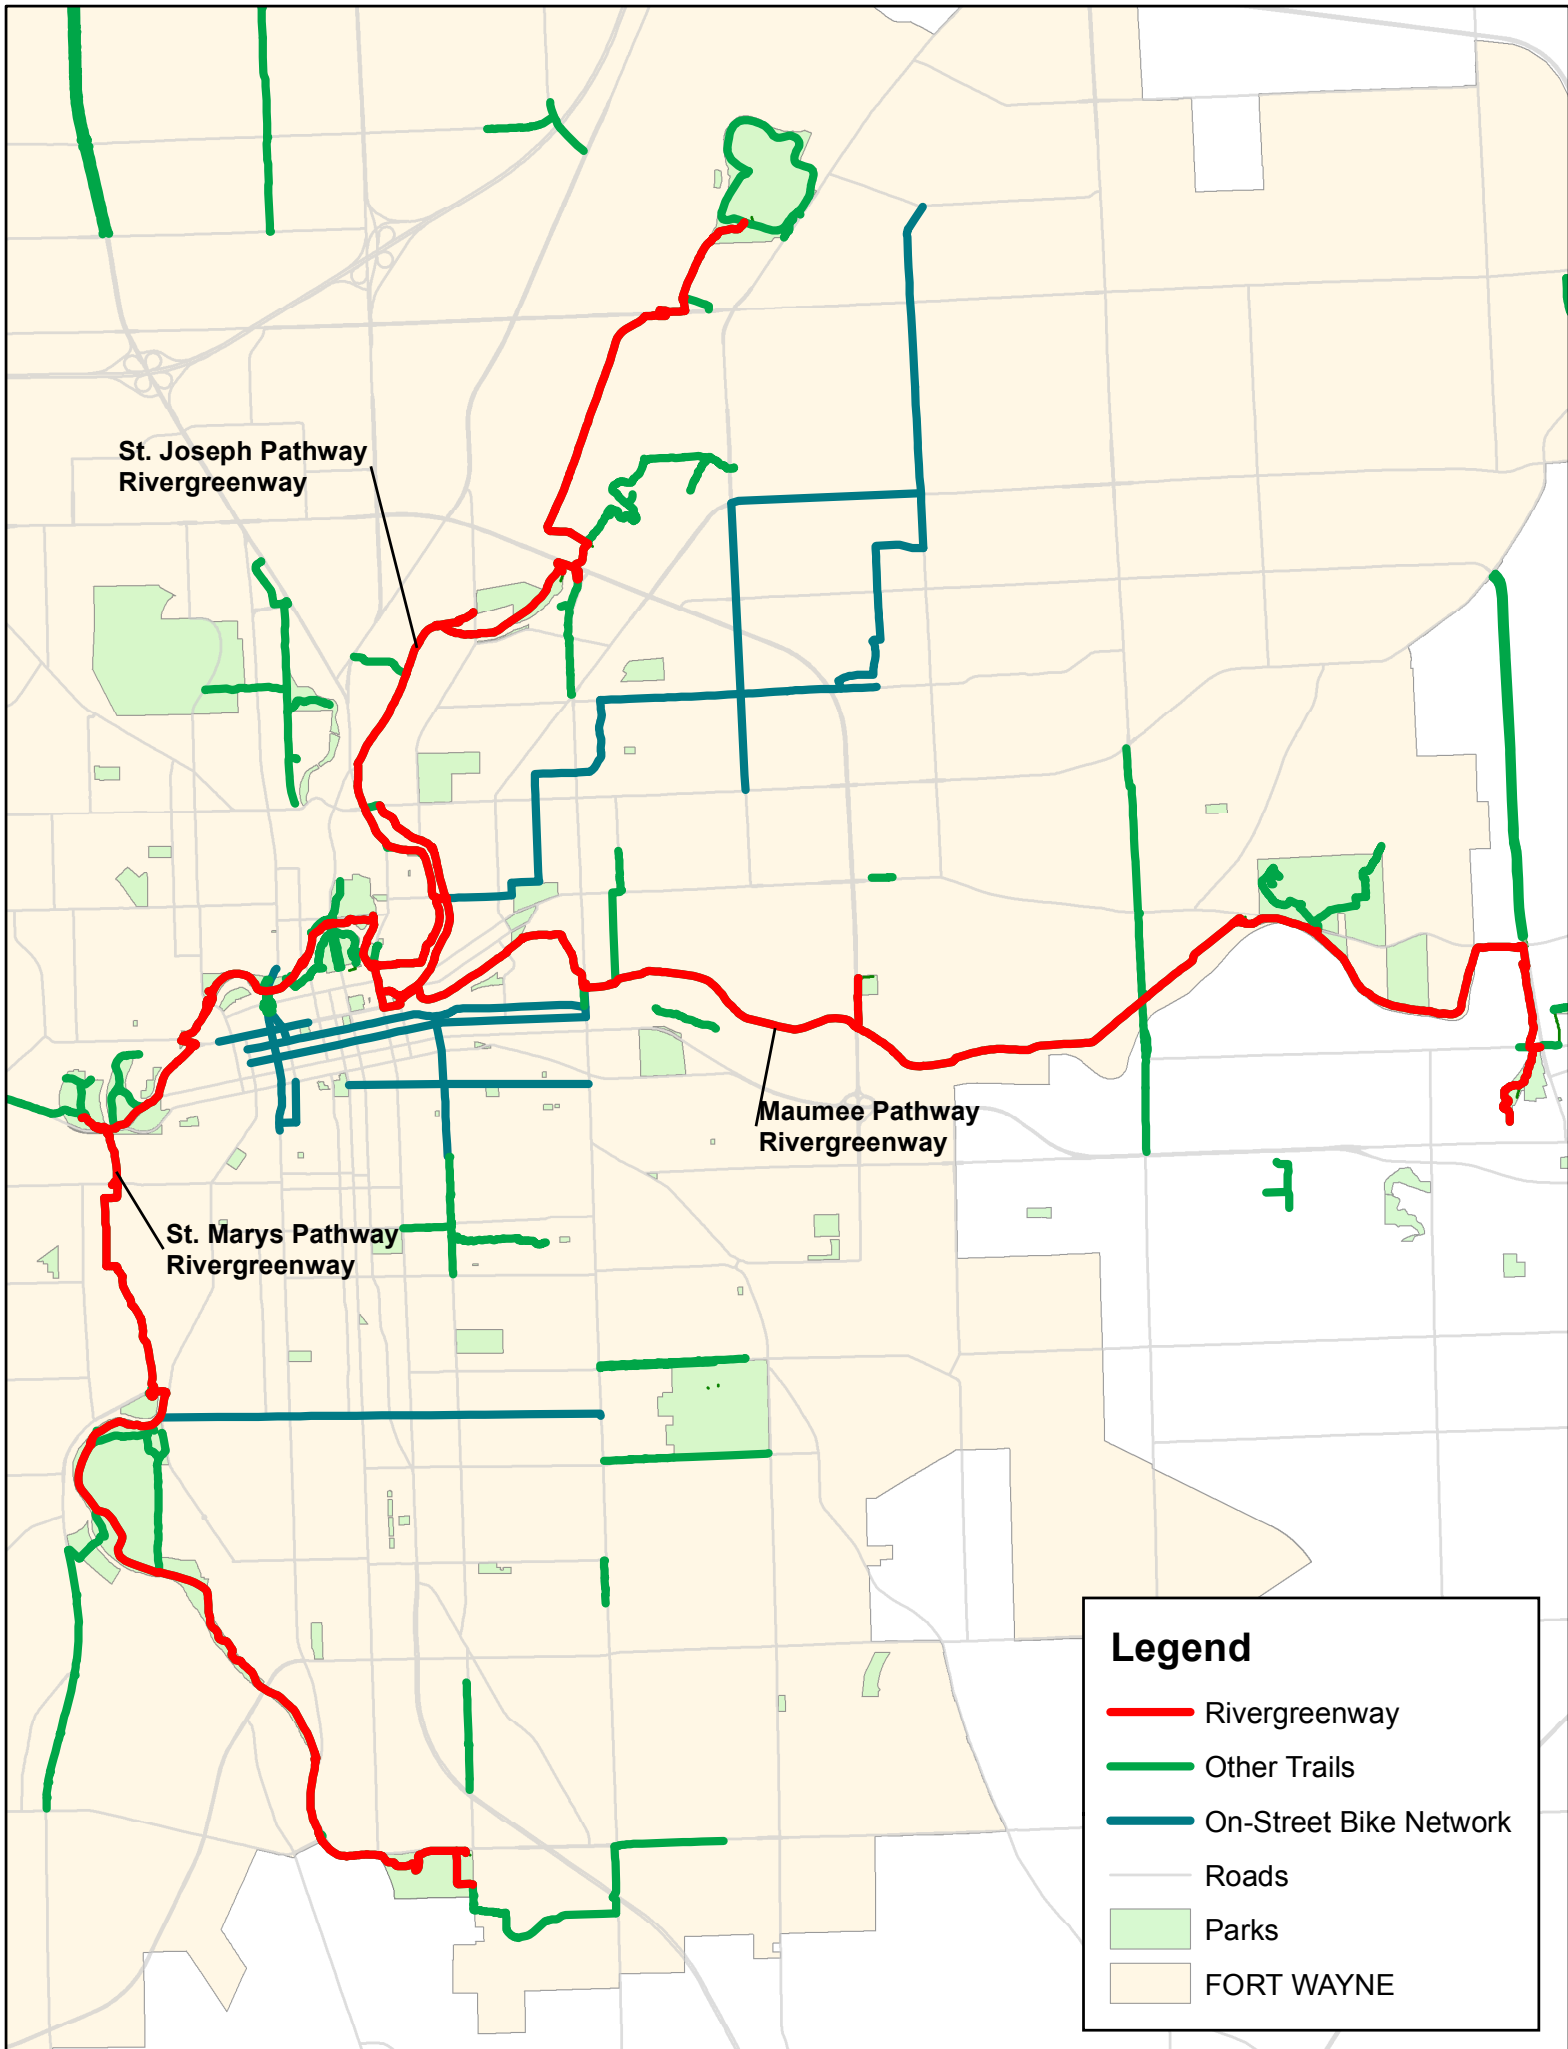 St. Joseph Pathway
Rivergreenway
Maumee Pathway
Rivergreenway
St. Marys Pathway
Rivergreenway
Legend
Rivergreenway
Other Trails
On-Street Bike Network
Roads
Parks
FORT WAYNE